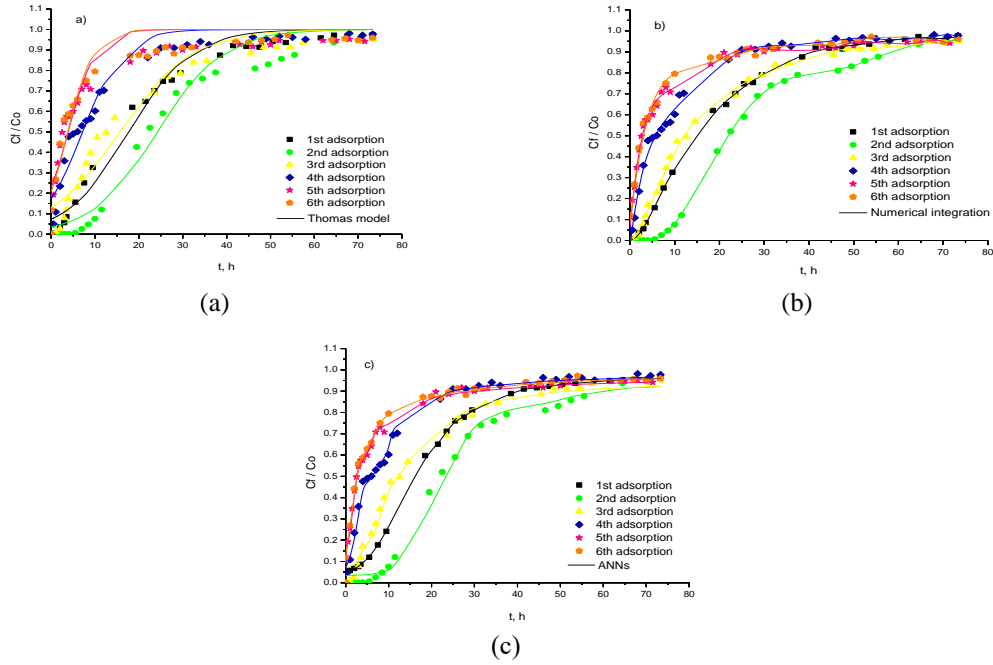 a)
Cf / Co
1.1
1.0
0.9
0.8
0.7
0.6
0.5
0.4
0.3
0.2
0.1
0.0
1st adsorption
2nd adsorption
3rd adsorption
4th adsorption
5th adsorption
6th adsorption
Thomas model
0 10 20 30 40 50 60 70 80
t, h
(a)
b)
Cf / Co
1.1
1.0
0.9
0.8
0.7
0.6
0.5
0.4
0.3
0.2
0.1
0.0
1st adsorption
2nd adsorption
3rd adsorption
4th adsorption
5th adsorption
6th adsorption
Numerical integration
0 10 20 30 40 50 60 70 80
t, h
(b)
c)
Cf / Co
1.1
1.0
0.9
0.8
0.7
0.6
0.5
0.4
0.3
0.2
0.1
0.0
1st adsorption
2nd adsorption
3rd adsorption
4th adsorption
5th adsorption
6th adsorption
ANNs
0 10 20 30 40 50 60 70 80
t, h
(c)